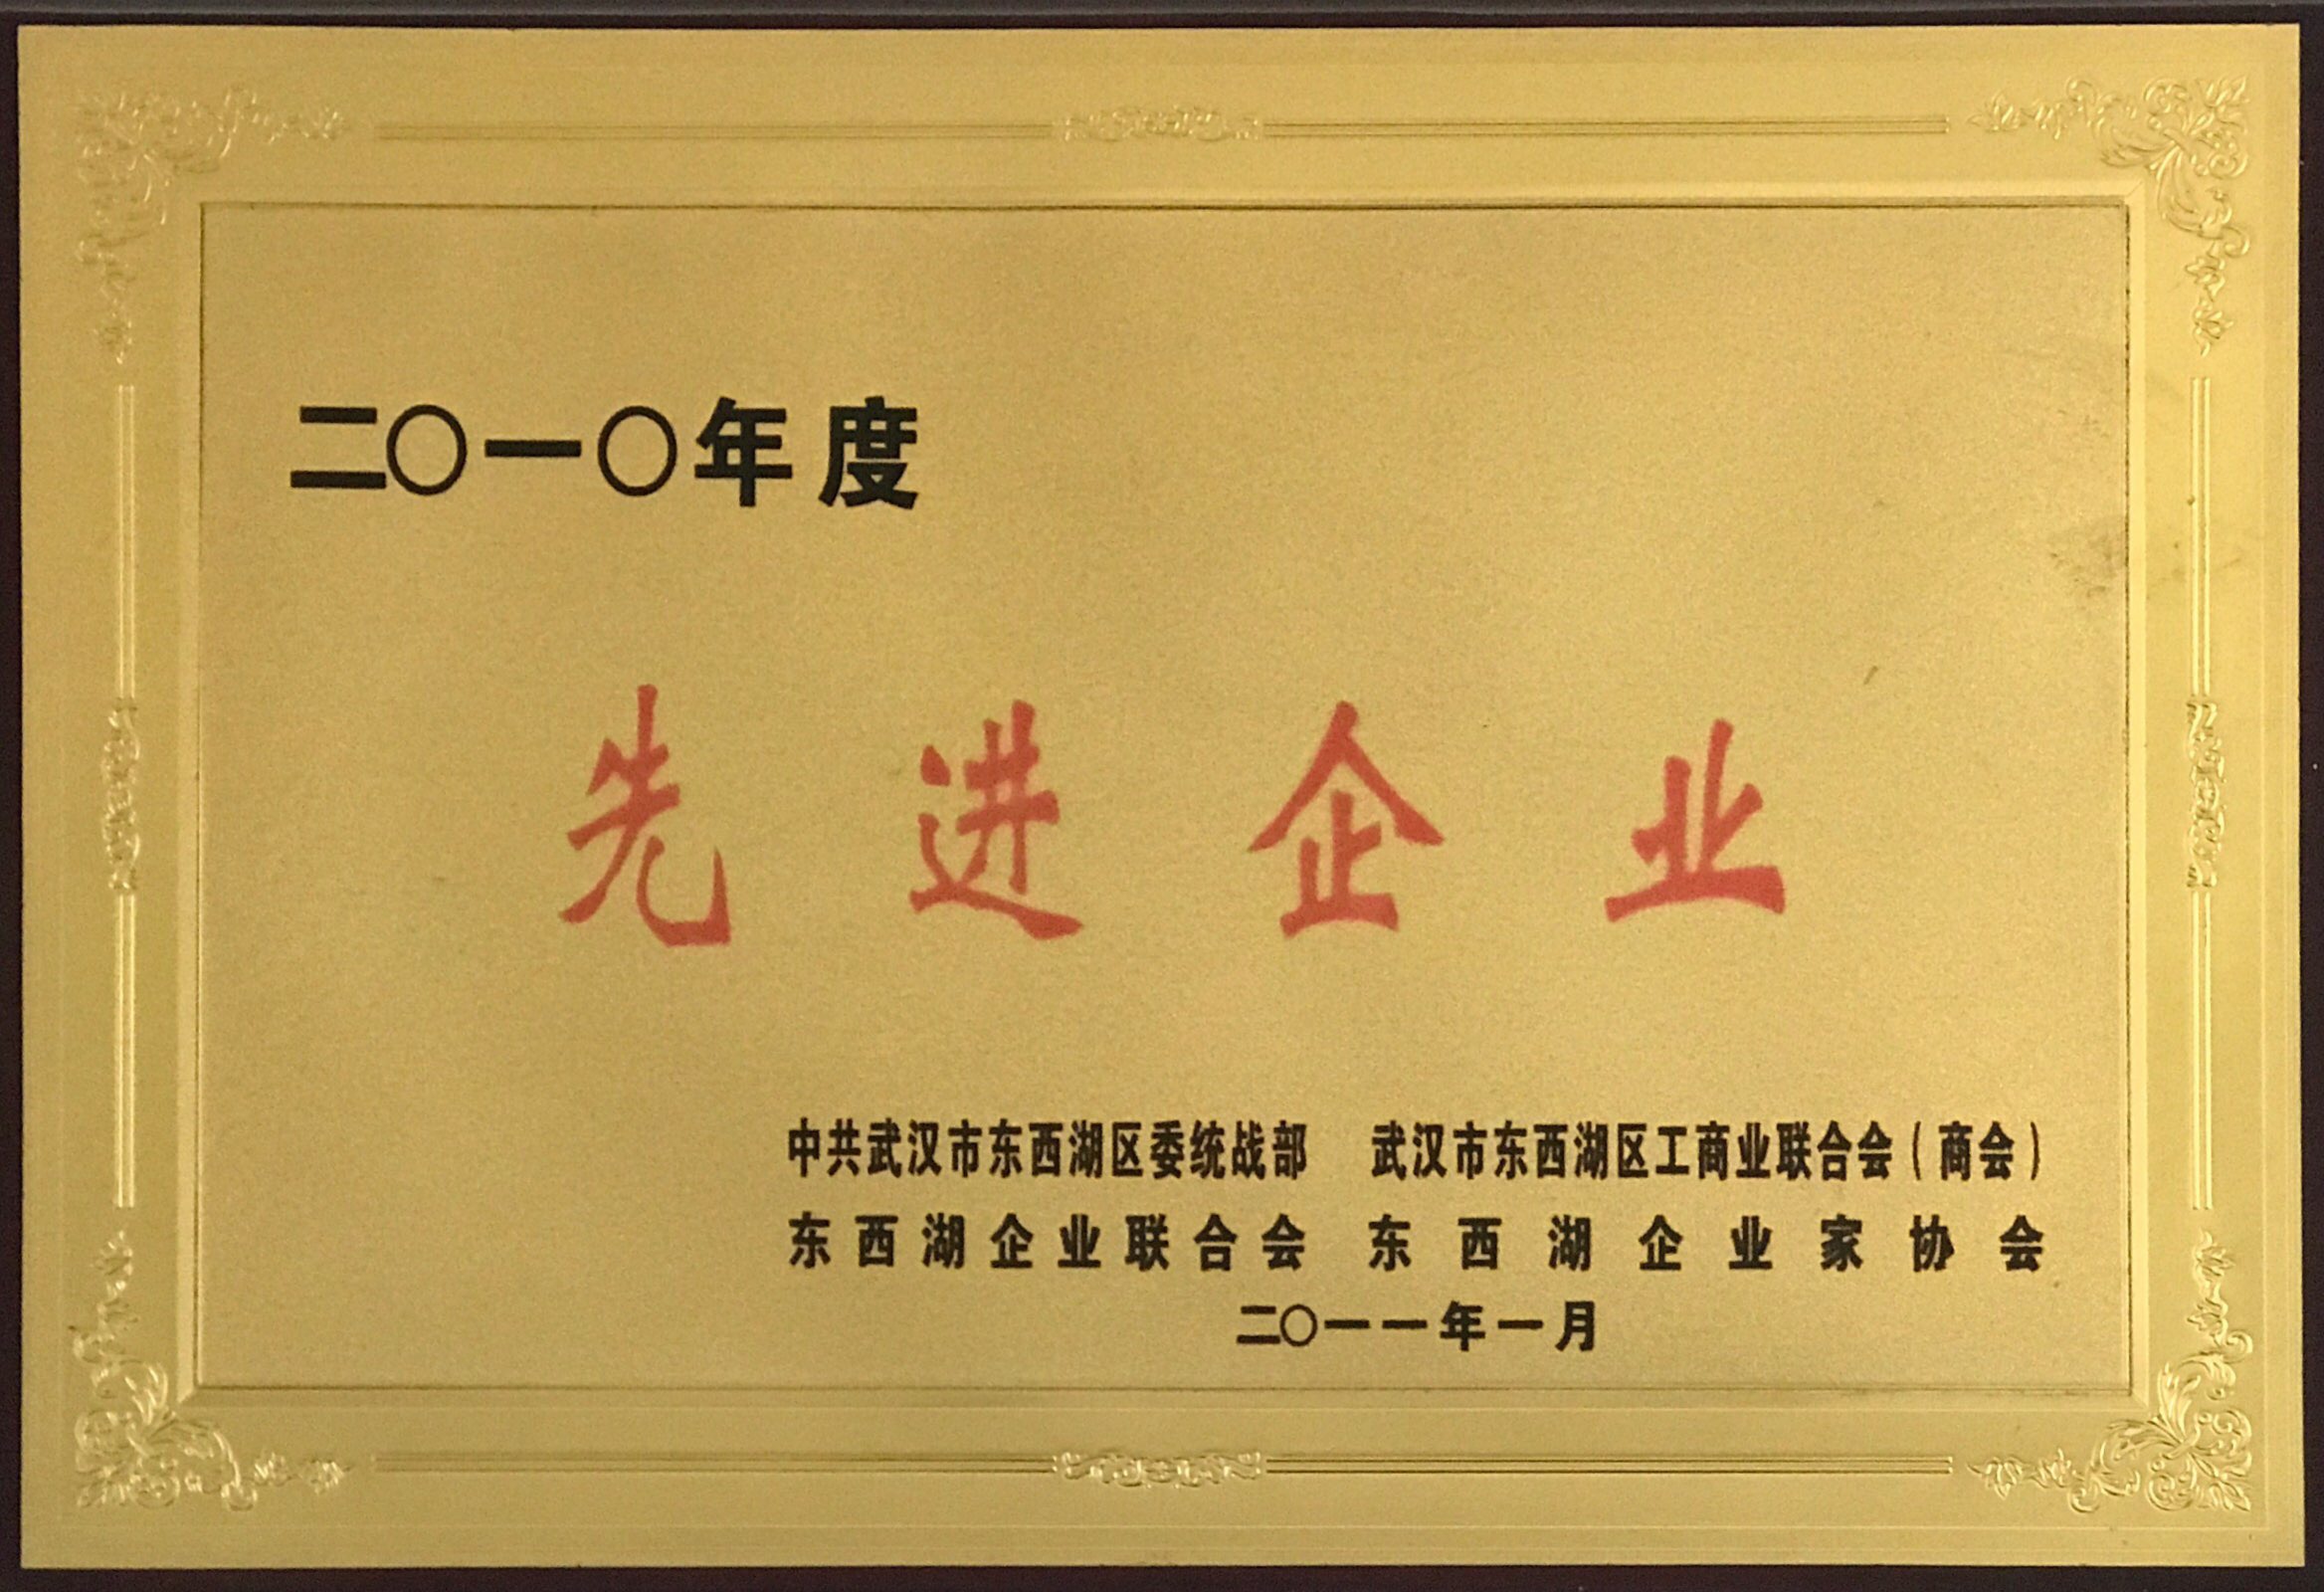 二〇一〇年度
先进企业
中共武汉市东西湖区委统战部 武汉市东西湖区工商业联合会（商会）
东西湖企业联合会 东西湖企业家协会
二〇一一年一月